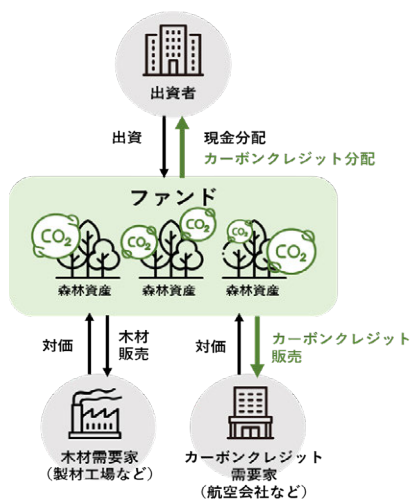 出資者
出資
現金分配
カーボンクレジット分配
ファンド
CO2
CO2
CO2
CO2
CO2
森林資産
森林資産
森林資産
対価
木材
販売
対価
カーボンクレジット
販売
木材需要家
（製材工場など）
カーボンクレジット
需要家
（航空会社など）